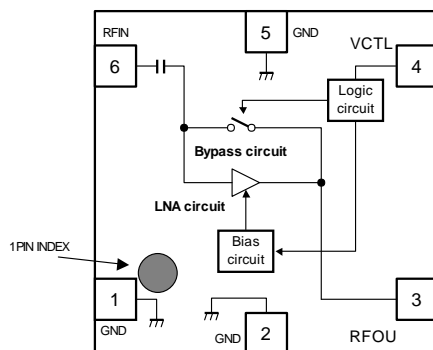 RFIN
5
GND
VCTL
6
4
Logic
circuit
Bypass circuit
LNA circuit
Bias
circuit
1PIN INDEX
1
3
GND
GND
2
RFOU